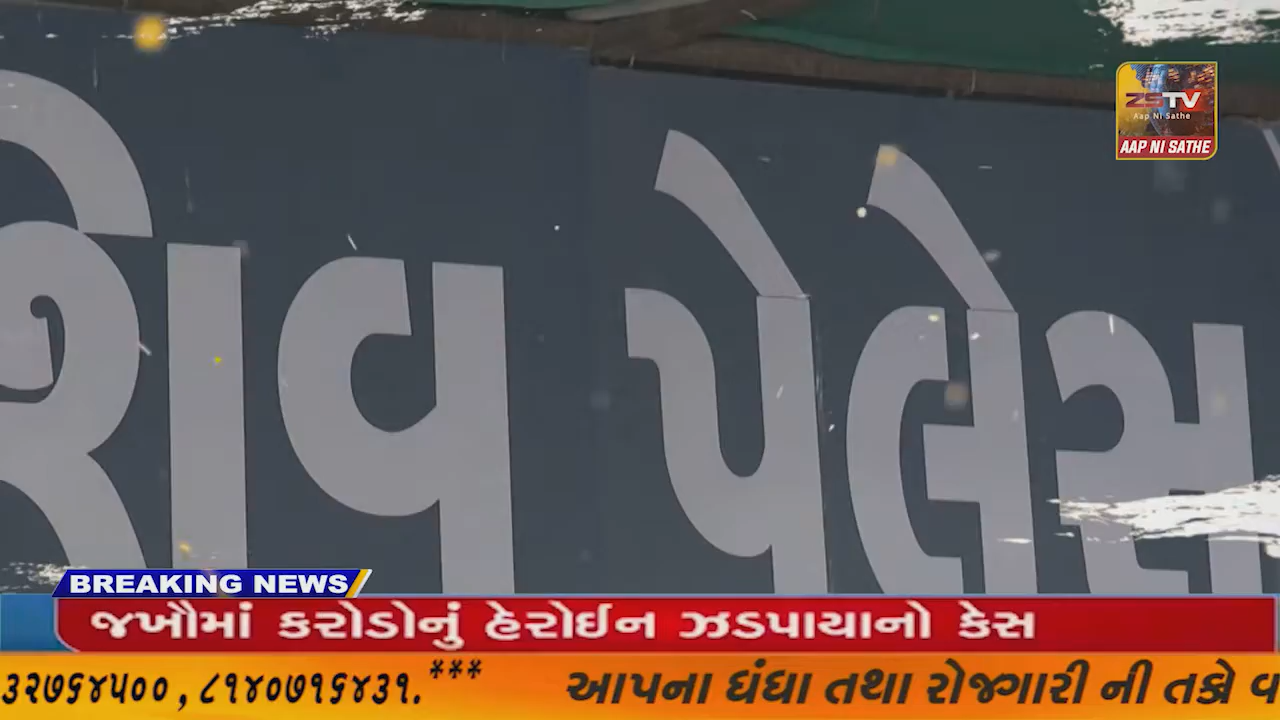 ZSTV
Aap Ni Sathe
AAP NI SATHE
શિવ પેલેસ
BREAKING NEWS
જખૌમાં કરોડોનું હેરોઈન ઝડપાયાનો કેસ
૩૨૭૬૪૫૦૦,૮૧૪૦૭૧૬૪૩૧.*** આપના ધંધા તથા રોજગારી ની તકો